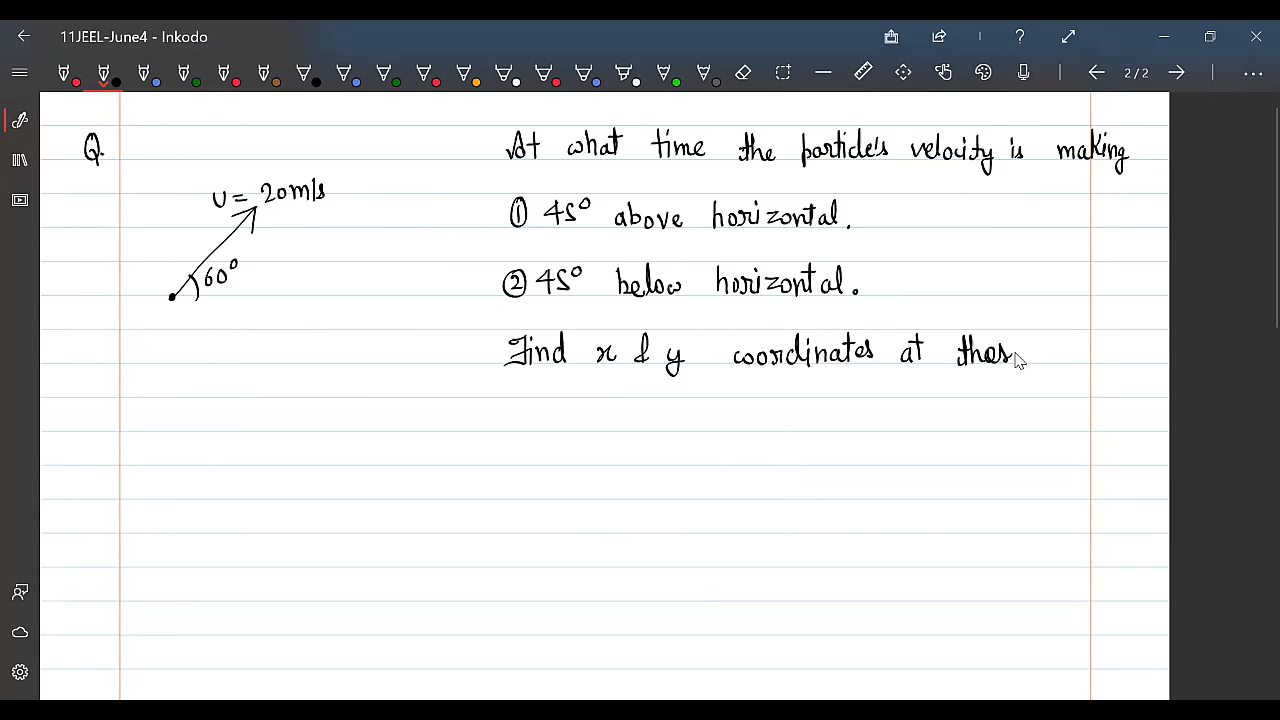 11JEEL-June4 - Inkodo
2/2
Q.
At what time the particle's velocity is making
u = 20m/s
① 45° above horizontal.
60°
② 45° below horizontal.
Find x & y coordinates at thes